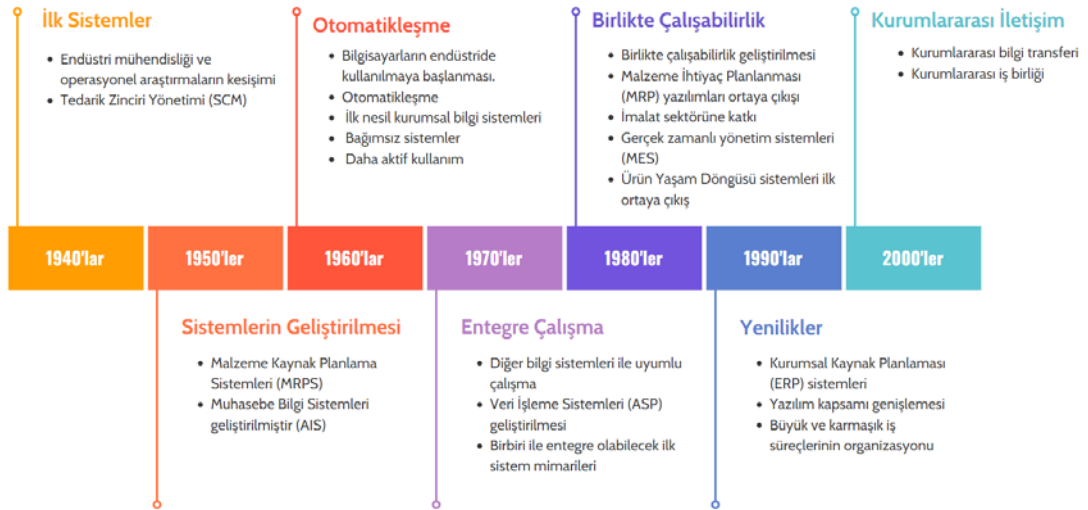 İlk Sistemler
Endüstri mühendisliği ve
operasyonel araştırmaların kesişimi
Tedarik Zinciri Yönetimi (SCM)
Otomatikleşme
Bilgisayarların endüstride
kullanılmaya başlanması.
Otomatikleşme
İlk nesil kurumsal bilgi sistemleri
Bağımsız sistemler
Daha aktif kullanım
Birlikte Çalışabilirlik
Birlikte çalışabilirlik geliştirilmesi
Malzeme İhtiyaç Planlanması
(MRP) yazılımları ortaya çıkışı
İmalat sektörüne katkı
Gerçek zamanlı yönetim sistemleri
(MES)
Ürün Yaşam Döngüsü sistemleri ilk
ortaya çıkış
Kurumlararası İletişim
Kurumlararası bilgi transferi
Kurumlararası iş birliği
1940'lar
1950'ler
1960'lar
1970'ler
1980'ler
1990'lar
2000'ler
Sistemlerin Geliştirilmesi
Malzeme Kaynak Planlama
Sistemleri (MRPS)
Muhasebe Bilgi Sistemleri
geliştirilmiştir (AIS)
Entegre Çalışma
Diğer bilgi sistemleri ile uyumlu
çalışma
Veri İşleme Sistemleri (ASP)
geliştirilmesi
Birbiri ile entegre olabilecek ilk
sistem mimarileri
Yenilikler
Kurumsal Kaynak Planlaması
(ERP) sistemleri
Yazılım kapsamı genişlemesi
Büyük ve karmaşık iş
süreçlerinin organizasyonu